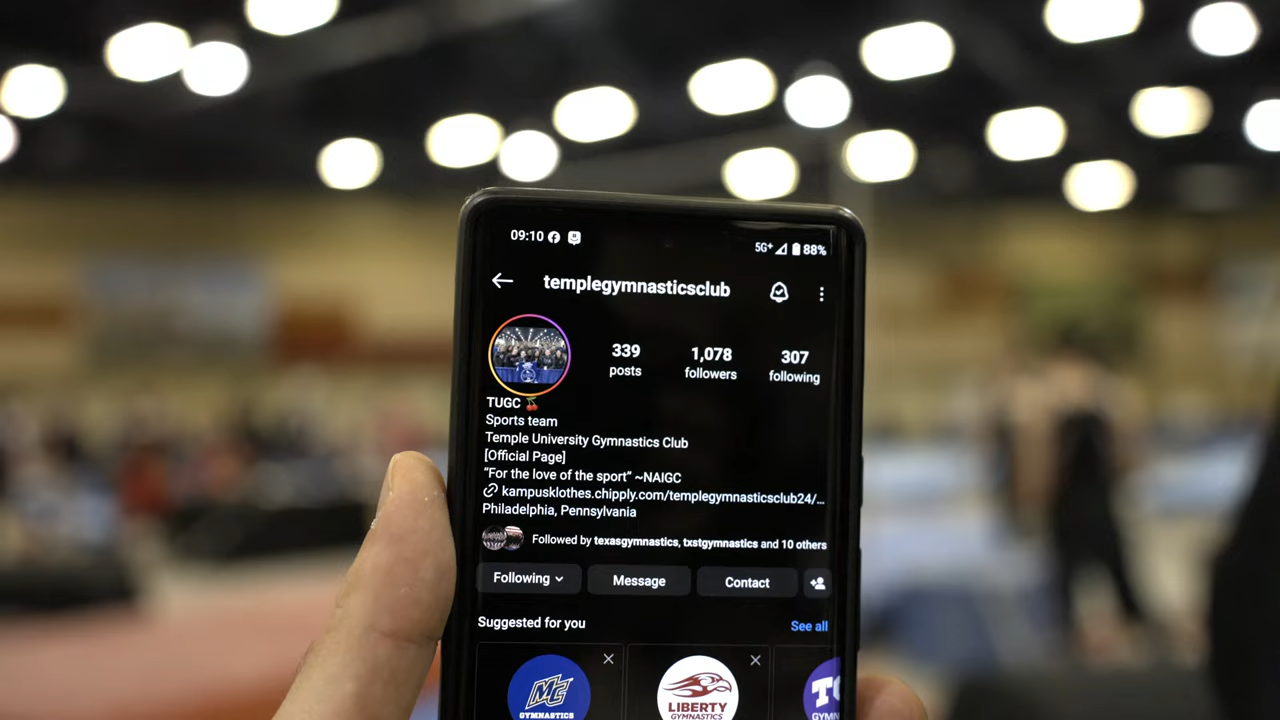 09:10
5G+ 88%
templegymnasticsclub
339 1,078 307
posts followers following
TUGC
Sports team
Temple University Gymnastics Club
[Official Page]
“For the love of the sport” ~NAIGC
kampusklothes.chipply.com/templegymnasticsclub24/...
Philadelphia, Pennsylvania
Followed by texasgymnastics, txstgymnastics and 10 others
Following Message Contact
Suggested for you See all
MC
GYMNASTICS
LIBERTY
GYMNASTICS